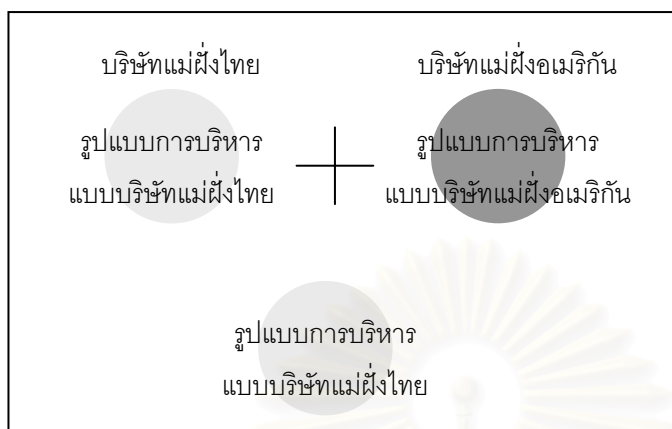 บริษัทแม่ฝั่งไทย บริษัทแม่ฝั่งอเมริกัน
รูปแบบการบริหาร รูปแบบการบริหาร
แบบบริษัทแม่ฝั่งไทย แบบบริษัทแม่ฝั่งอเมริกัน
รูปแบบการบริหาร
แบบบริษัทแม่ฝั่งไทย